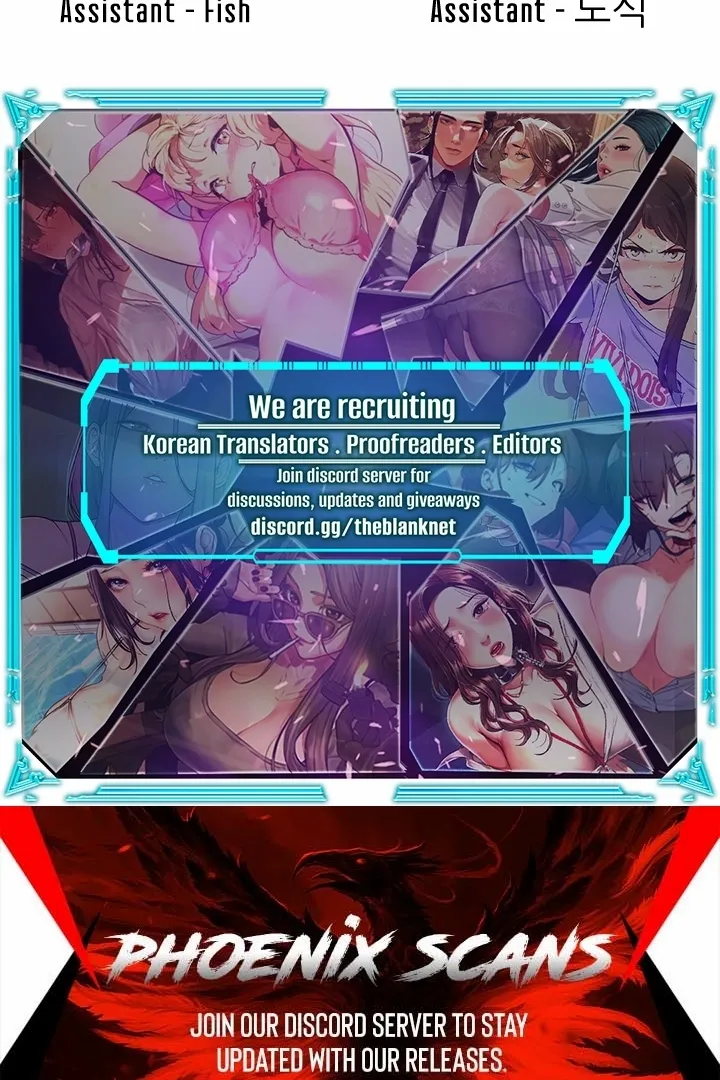 Assistant - Fish
Assistant - 도식
We are recruiting
Korean Translators . Proofreaders . Editors
Join discord server for
discussions, updates and giveaways
discord.gg/theblanknet
PHOENIX SCANS
JOIN OUR DISCORD SERVER TO STAY
UPDATED WITH OUR RELEASES.